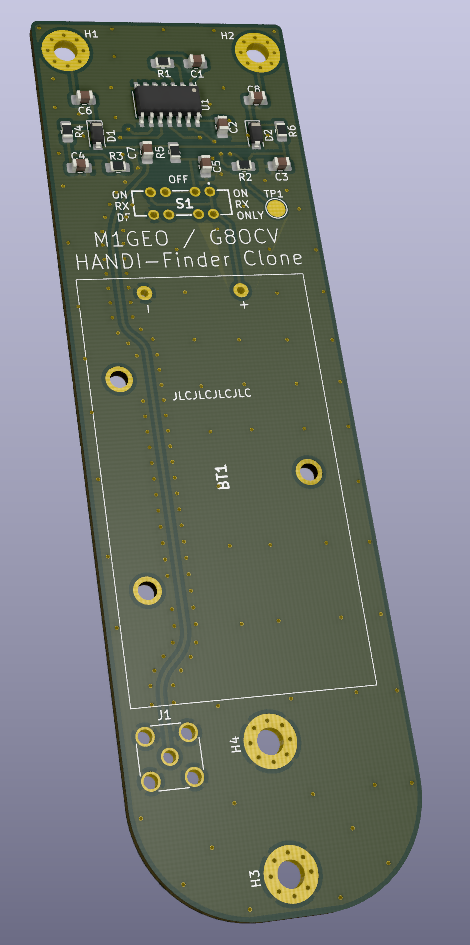 H1
H2
R1
C1
C6
C8
U1
R4
D1
C2
D2
R6
C7
R5
C4
R3
C5
R2
C3
OFF
TP1
ON
ON
RX
S1
RX
DF
ONLY
M1GEO / G8OCV
HANDI-Finder Clone
-
+
JLCJLCJLCJLC
BT1
J1
H4
H3